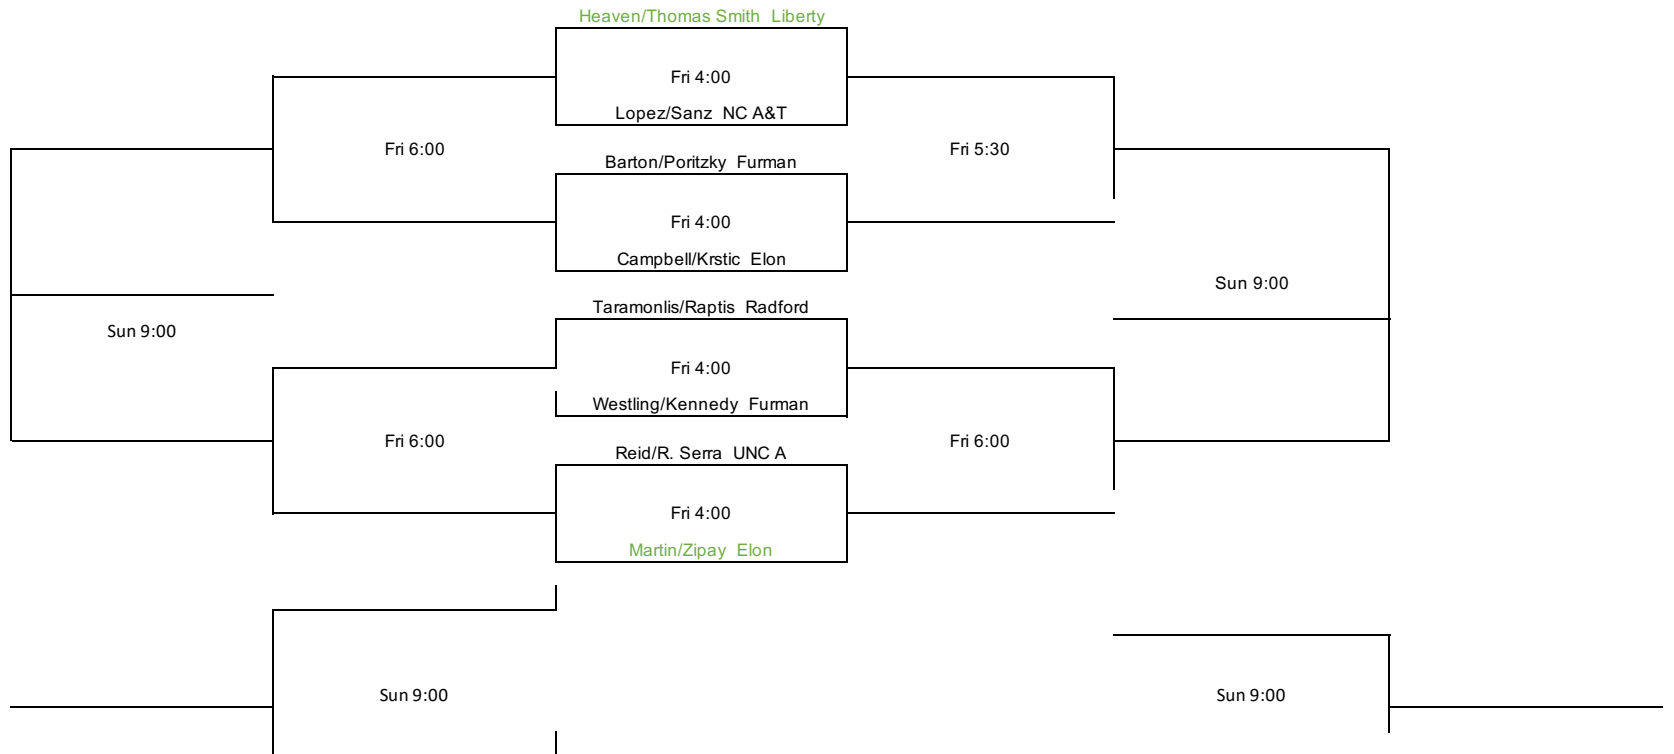 Heaven/Thomas Smith Liberty
Fri 4:00
Lopez/Sanz NC A&T
Fri 6:00
Fri 5:30
Barton/Poritzky Furman
Fri 4:00
Campbell/Krstic Elon
Sun 9:00
Taramonlis/Raptis Radford
Sun 9:00
Fri 4:00
Westling/Kennedy Furman
Fri 6:00
Fri 6:00
Reid/R. Serra UNC A
Fri 4:00
Martin/Zipay Elon
Sun 9:00
Sun 9:00